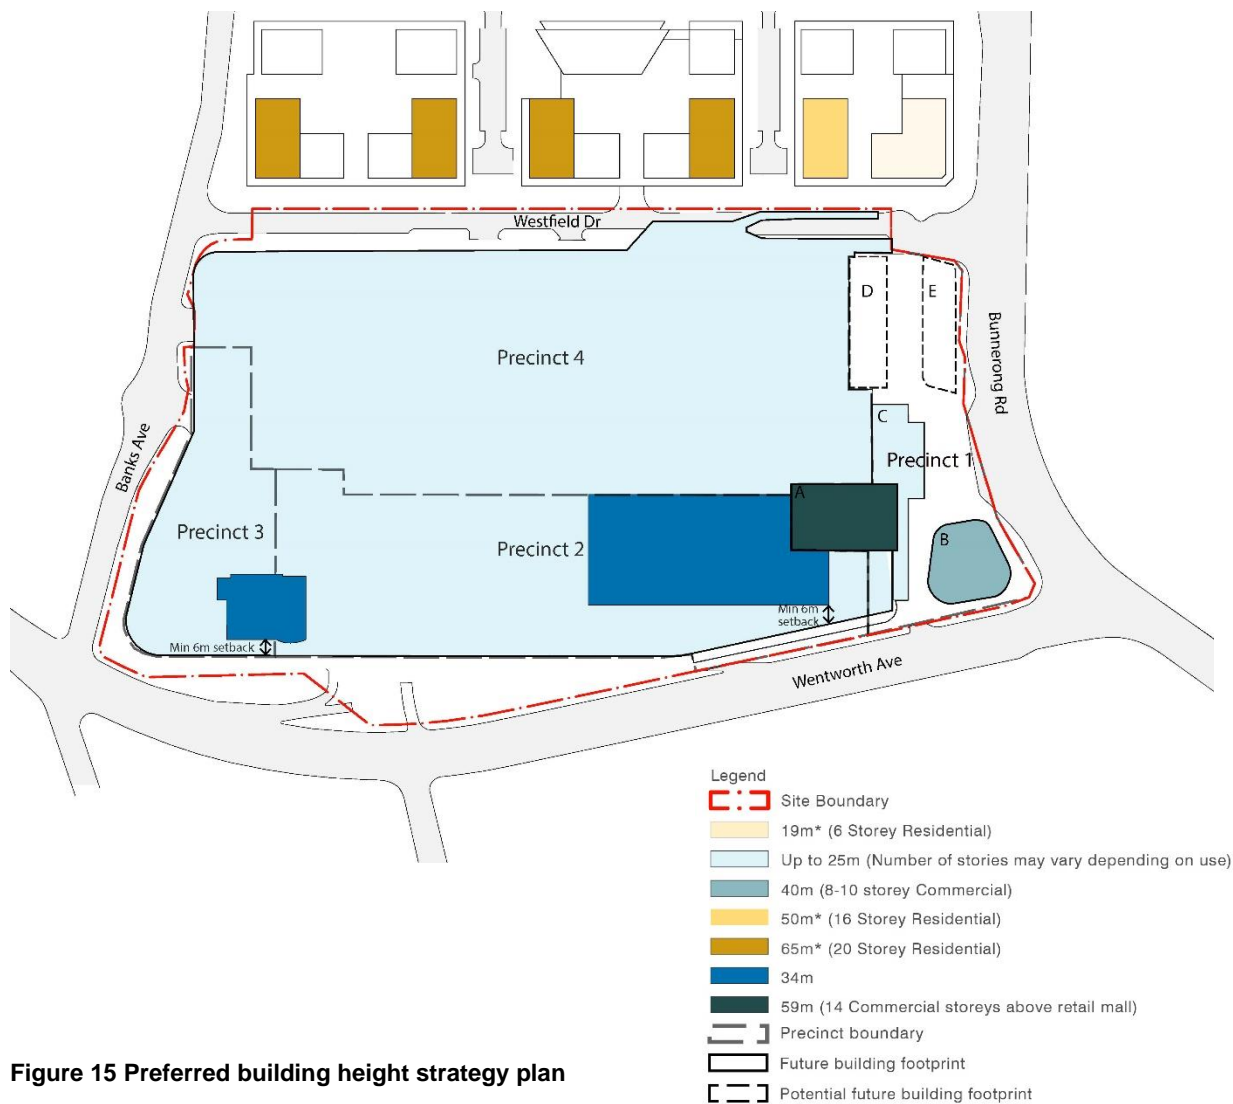 Westfield Dr
D
E
Bunnerong Rd
Precinct 4
C
Banks Ave
Precinct 1
A
Precinct 3
Precinct 2
B
Min 6m
setback
Min 6m setback
Wentworth Ave
Legend
Site Boundary
19m* (6 Storey Residential)
Up to 25m (Number of stories may vary depending on use)
40m (8-10 storey Commercial)
50m* (16 Storey Residential)
65m* (20 Storey Residential)
34m
59m (14 Commercial storeys above retail mall)
Precinct boundary
Future building footprint
Potential future building footprint
Figure 15 Preferred building height strategy plan